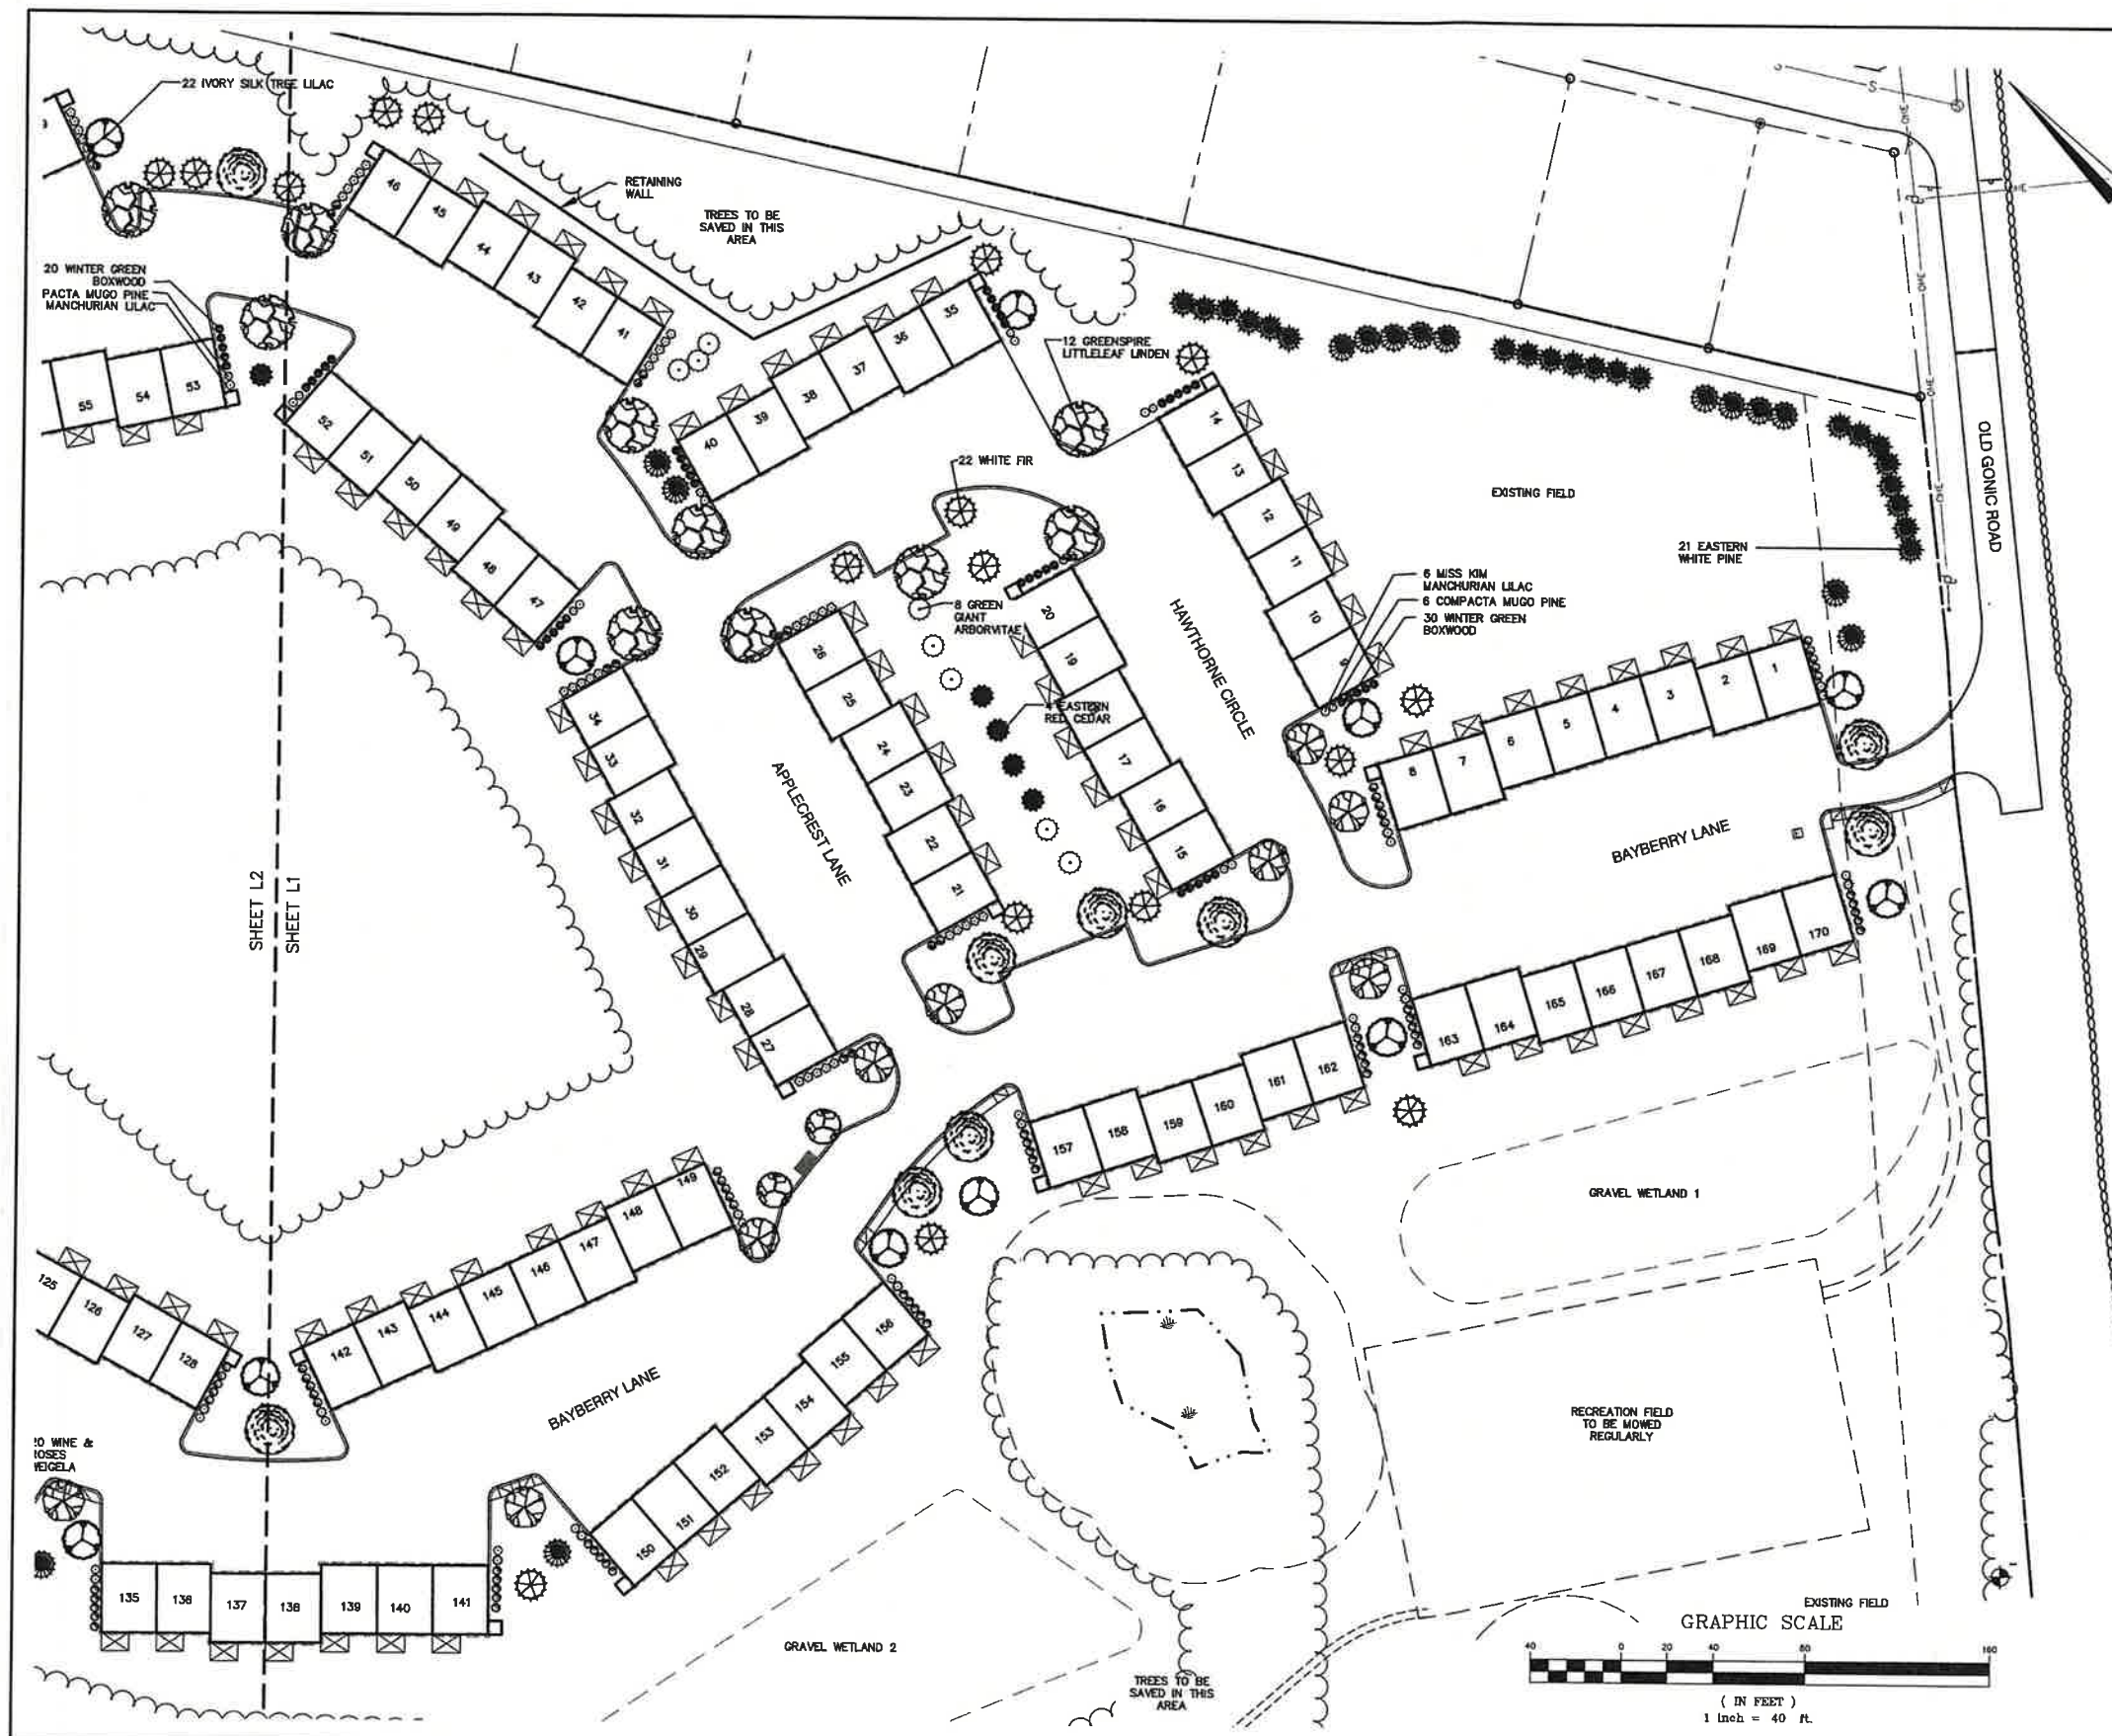 22 IVORY SILK TREE LILAC
RETAINING
WALL
TREES TO BE
SAVED IN THIS
AREA
20 WINTER GREEN
BOXWOOD
PACTA MUGO PINE
MANCHURIAN LILAC
12 GREENSPIRE
LITTLELEAF LINDEN
22 WHITE FIR
EXISTING FIELD
OLD GONIC ROAD
21 EASTERN
WHITE PINE
6 MISS KIM
MANCHURIAN LILAC
6 COMPACTA MUGO PINE
30 WINTER GREEN
BOXWOOD
8 GREEN
GIANT
ARBORVITAE
4 EASTERN
RED CEDAR
HAWTHORNE CIRCLE
APPLECREST LANE
BAYBERRY LANE
SHEET L2
SHEET L1
46
45
44
43
42
41
40
39
38
37
36
35
55
54
53
52
51
50
49
48
47
14
13
12
11
10
9
20
19
17
16
15
26
25
24
23
22
21
34
33
32
31
30
29
28
27
8
7
6
5
4
3
2
1
163
164
165
166
167
168
169
170
157
158
159
160
161
162
GRAVEL WETLAND 1
125
126
127
128
142
143
144
145
146
147
148
149
BAYBERRY LANE
150
151
152
153
154
155
156
RECREATION FIELD
TO BE MOWED
REGULARLY
!0 WINE &
ROSES
WEIGELA
135
136
137
138
139
140
141
GRAVEL WETLAND 2
TREES TO BE
SAVED IN THIS
AREA
EXISTING FIELD
GRAPHIC SCALE
40 0 20 40 80 160
( IN FEET )
1 inch = 40 ft.
OHE
OHE
OHE
OHE
S
S